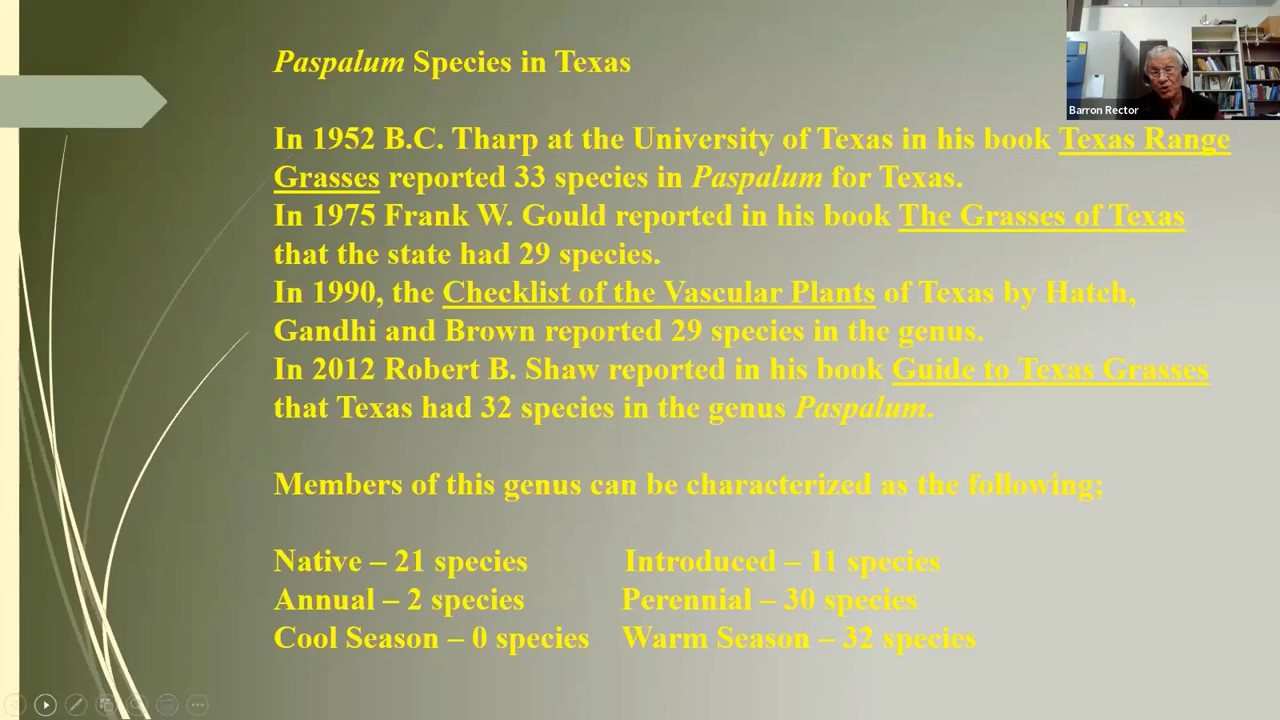 Paspalum Species in Texas
Barron Rector
In 1952 B.C. Tharp at the University of Texas in his book Texas Range
Grasses reported 33 species in Paspalum for Texas.
In 1975 Frank W. Gould reported in his book The Grasses of Texas
that the state had 29 species.
In 1990, the Checklist of the Vascular Plants of Texas by Hatch,
Gandhi and Brown reported 29 species in the genus.
In 2012 Robert B. Shaw reported in his book Guide to Texas Grasses
that Texas had 32 species in the genus Paspalum.
Members of this genus can be characterized as the following;
Native – 21 species Introduced – 11 species
Annual – 2 species Perennial – 30 species
Cool Season – 0 species Warm Season – 32 species